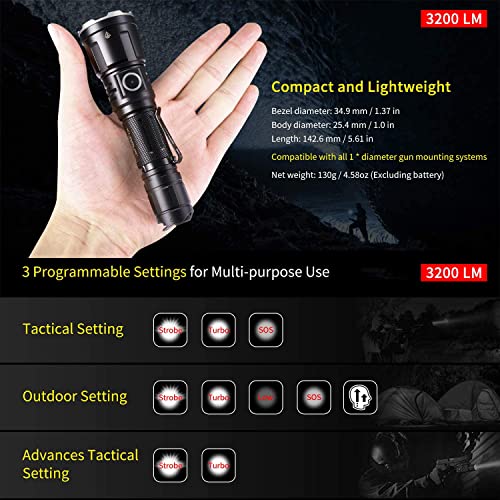 3200 LM
Compact and Lightweight
Bezel diameter: 34.9 mm / 1.37 in
Body diameter: 25.4 mm / 1.0 in
Length: 142.6 mm / 5.61 in
Compatible with all 1 " diameter gun mounting systems
Net weight: 130g / 4.58oz (Excluding battery)
3 Programmable Settings for Multi-purpose Use
3200 LM
Tactical Setting
Strobe Turbo SOS
Outdoor Setting
Strobe Turbo Low SOS
Advances Tactical
Setting
Strobe Turbo